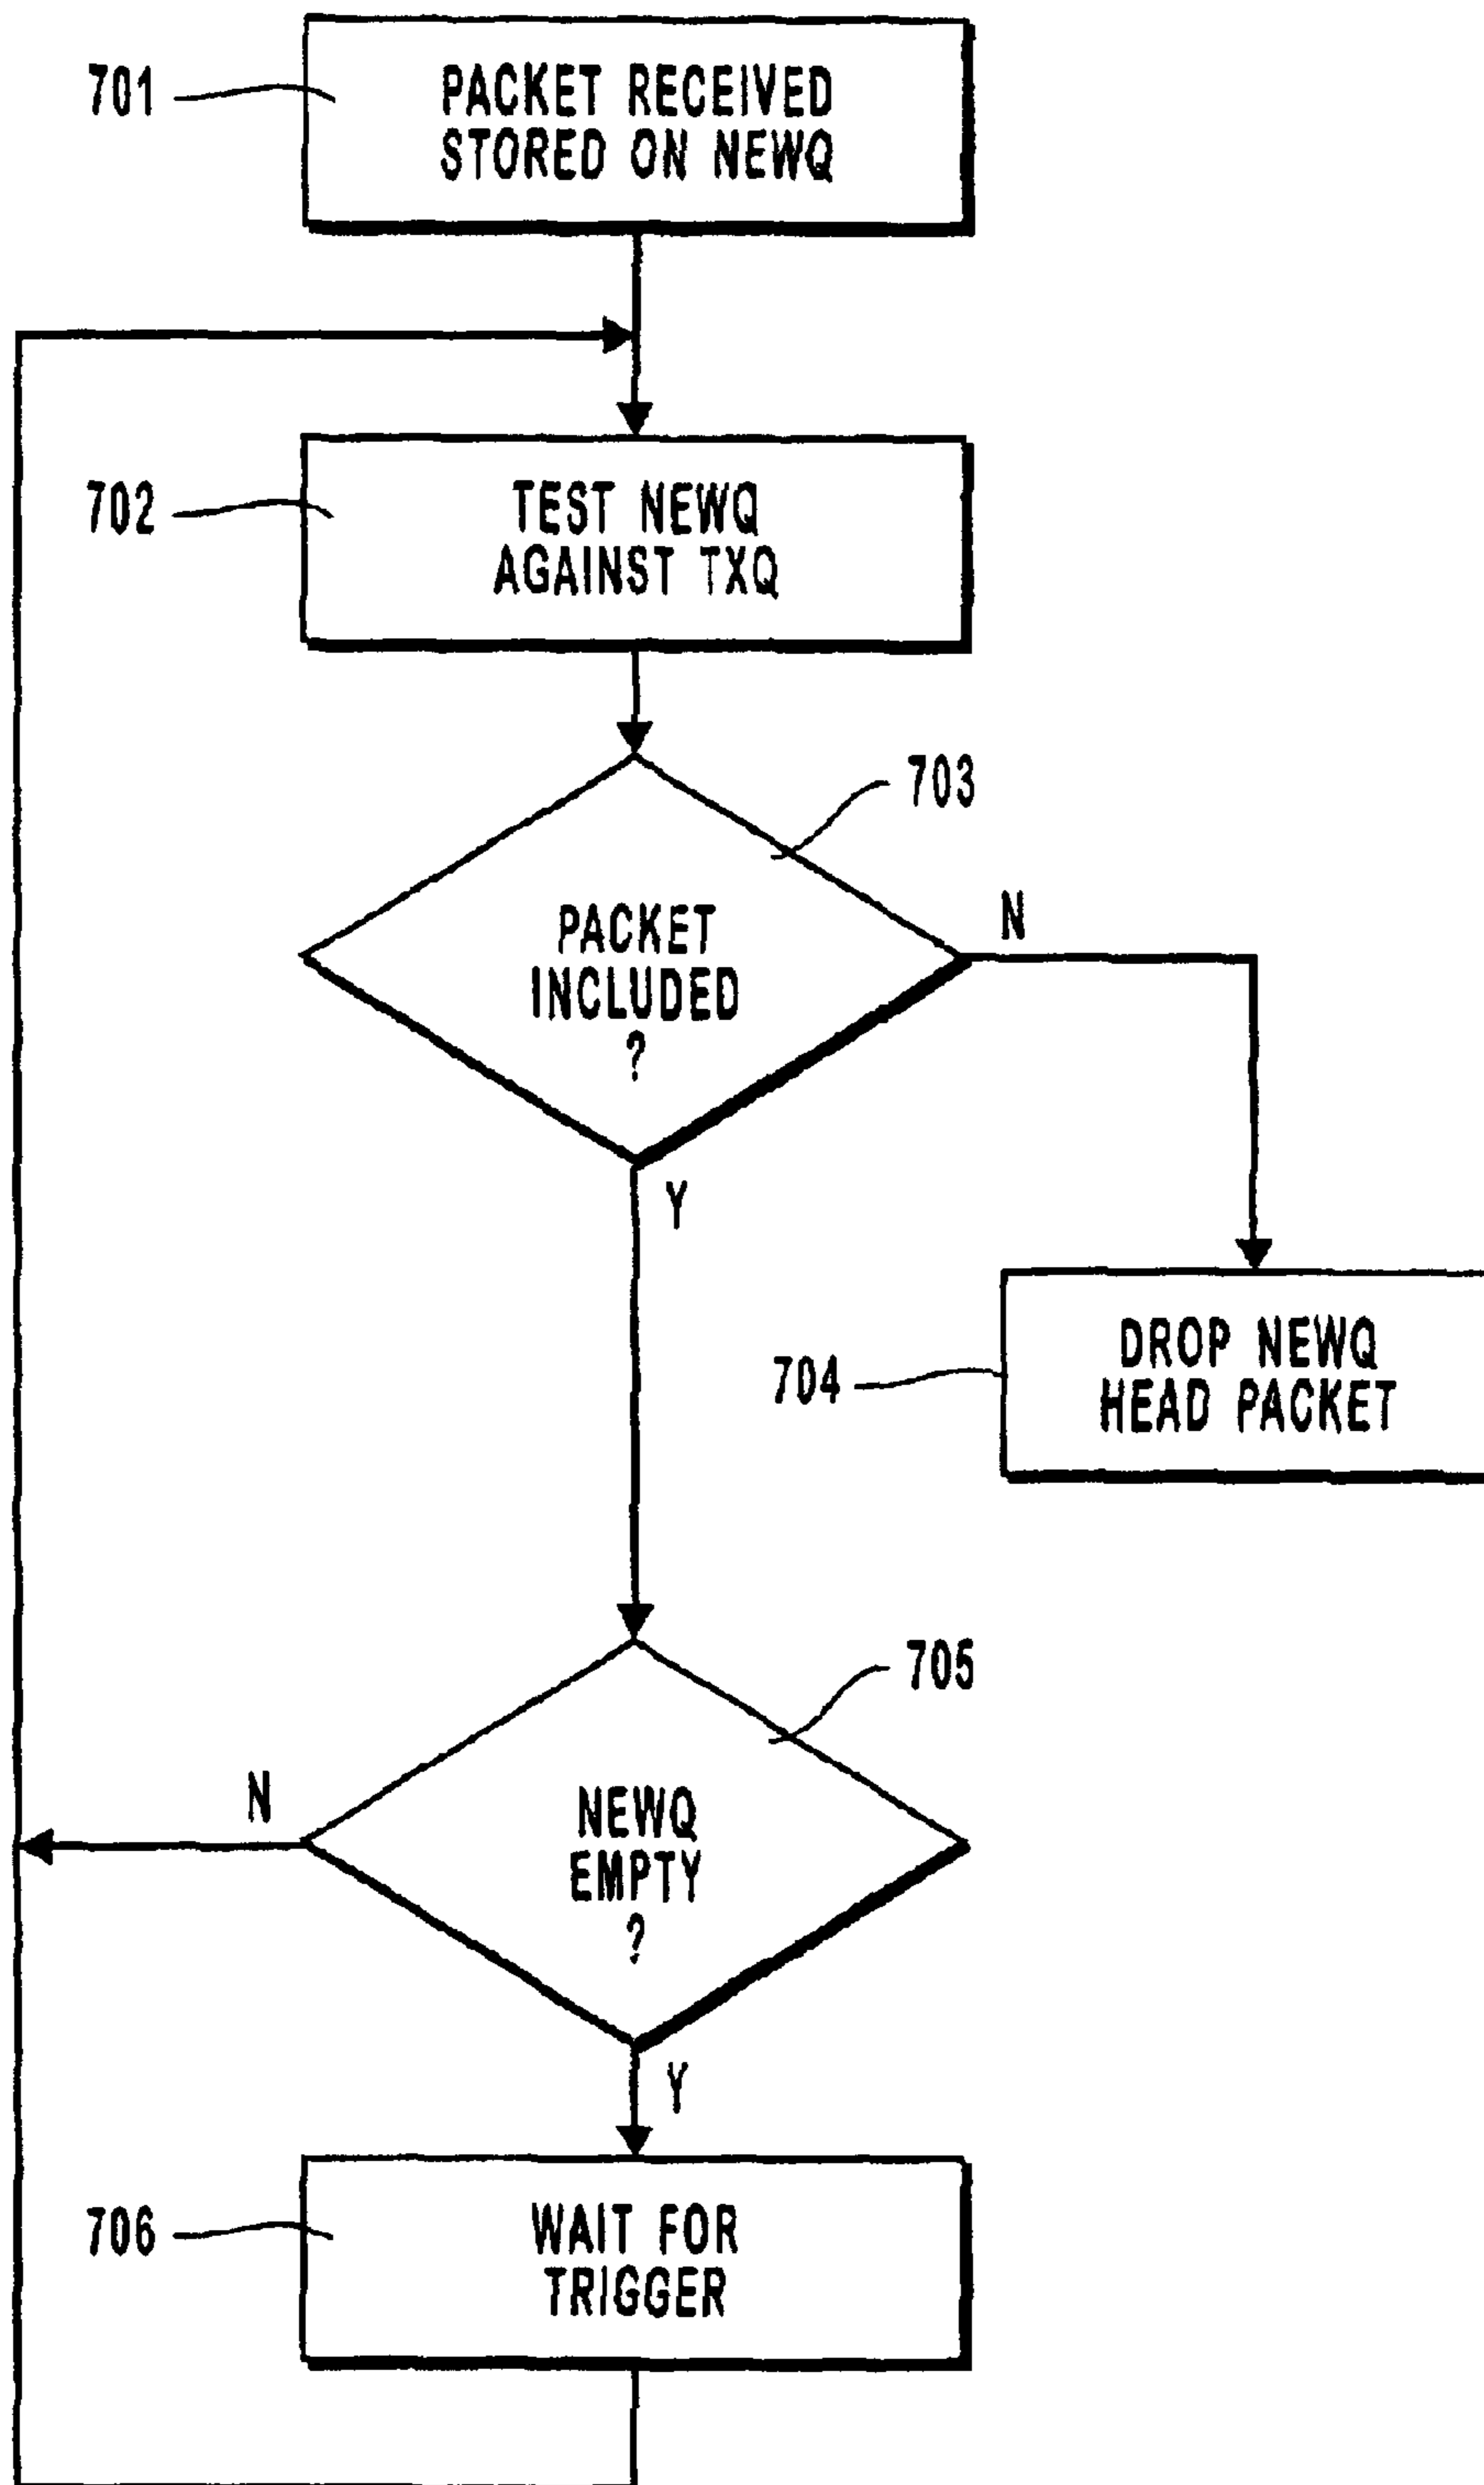 701
PACKET RECEIVED
STORED ON NEWQ
702
TEST NEWQ
AGAINST TXQ
703
PACKET
INCLUDED
?
N
Y
704
DROP NEWQ
HEAD PACKET
705
NEWQ
EMPTY
?
N
Y
706
WAIT FOR
TRIGGER